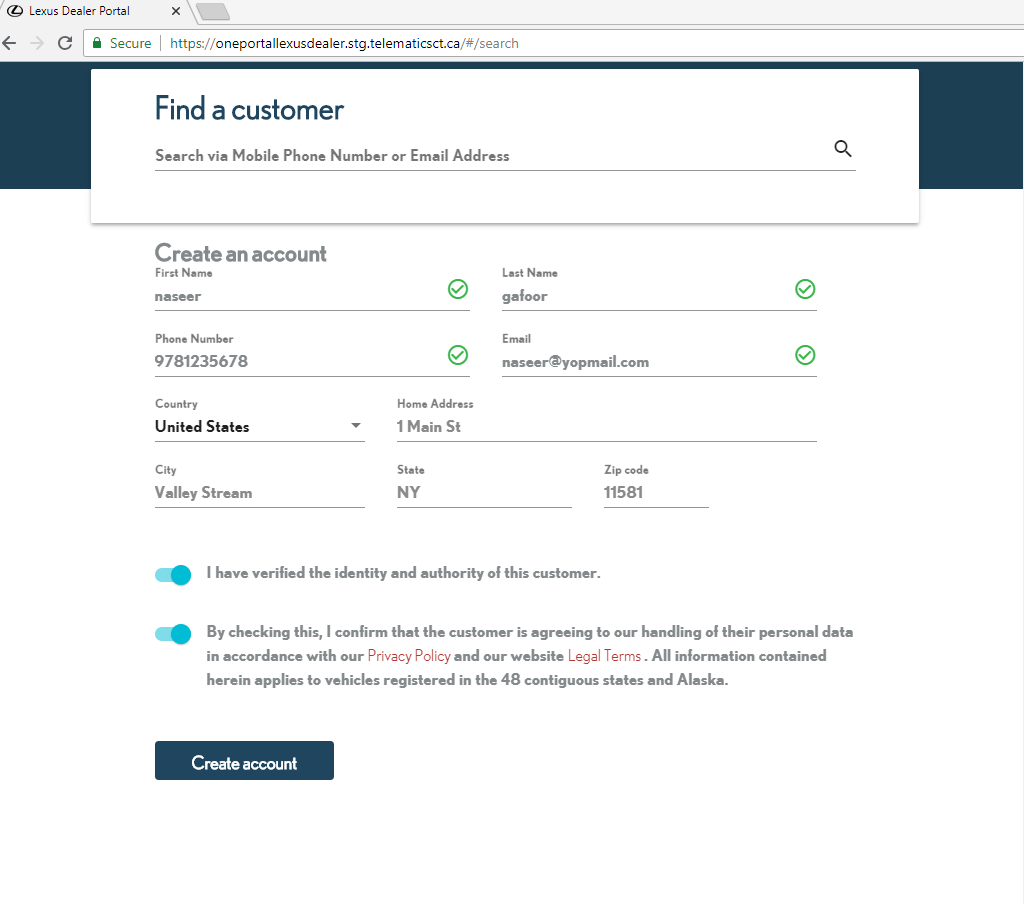 Lexus Dealer Portal
Secure https://oneportallexusdealer.stg.telematicsct.ca/#/search
Find a customer
Search via Mobile Phone Number or Email Address
Create an account
First Name Last Name
naseer gafoor
Phone Number Email
9781235678 naseer@yopmail.com
Country Home Address
United States 1 Main St
City State Zip code
Valley Stream NY 11581
I have verified the identity and authority of this customer.
By checking this, I confirm that the customer is agreeing to our handling of their personal data
in accordance with our Privacy Policy and our website Legal Terms . All information contained
herein applies to vehicles registered in the 48 contiguous states and Alaska.
Create account